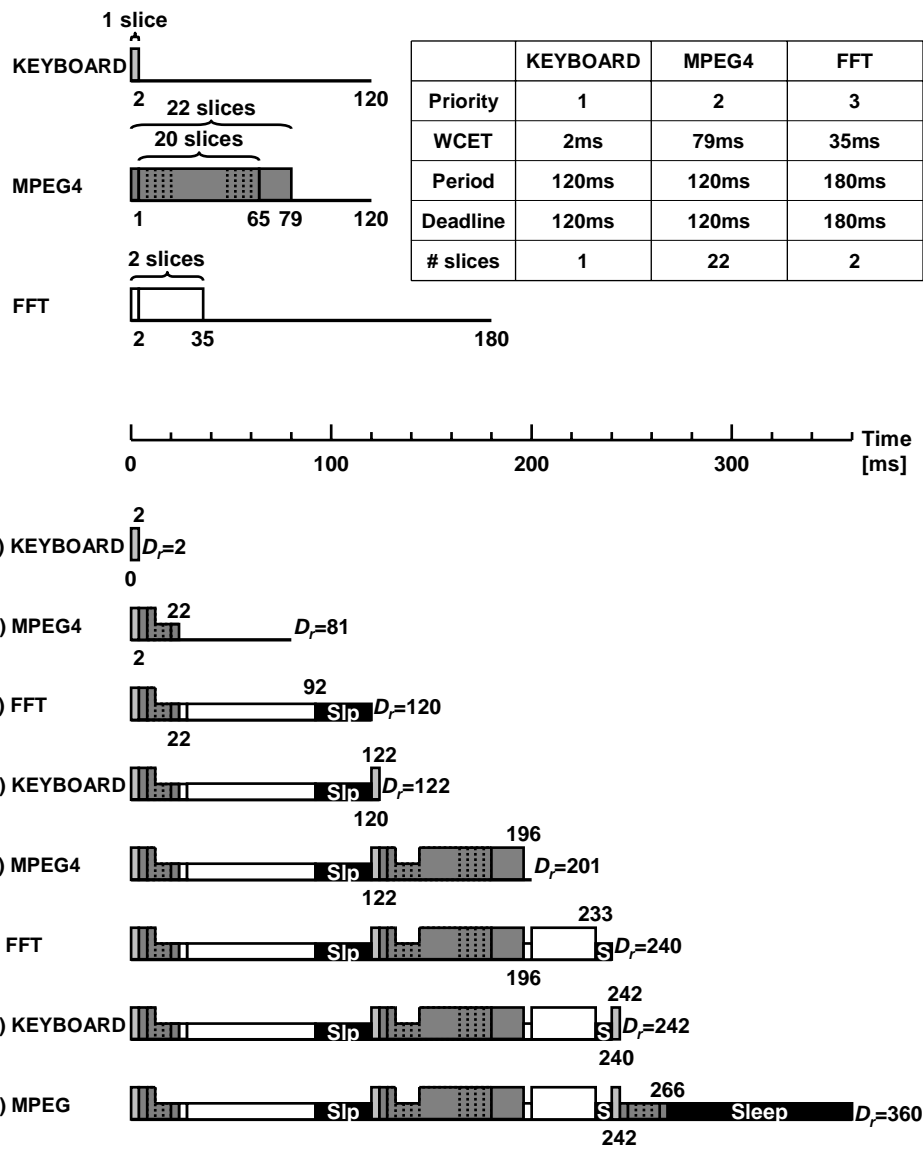 1 slice
KEYBOARD
2 120
22 slices
20 slices
MPEG4
1 65 79 120
2 slices
FFT
2 35 180
KEYBOARD MPEG4 FFT
Priority 1 2 3
WCET 2ms 79ms 35ms
Period 120ms 120ms 180ms
Deadline 120ms 120ms 180ms
# slices 1 22 2
Time
[ms]
0 100 200 300
2
) KEYBOARD Dr=2
0
22
) MPEG4 Dr=81
2
92
) FFT Slp Dr=120
22
122
) KEYBOARD Slp Dr=122
120
196
) MPEG4 Slp Dr=201
122
233
FFT Slp S Dr=240
196
242
) KEYBOARD Slp S Dr=242
240
266
) MPEG Slp S Sleep Dr=360
242